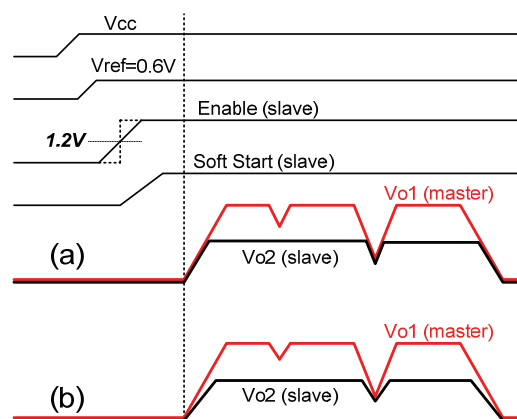 Vcc
Vref=0.6V
Enable (slave)
1.2V
Soft Start (slave)
Vo1 (master)
(a)
Vo2 (slave)
Vo1 (master)
Vo2 (slave)
(b)